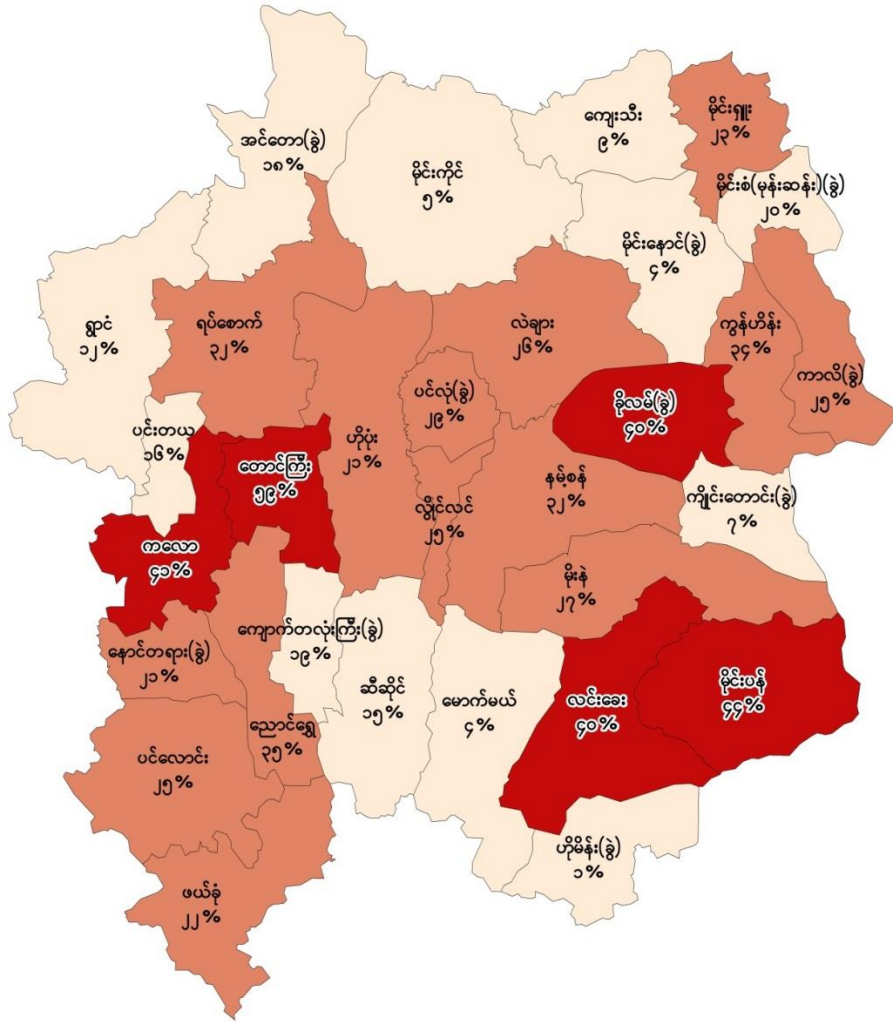 အင်တော(ခွဲ)
၁၈%
မိုင်းကိုင်
၅%
ကျေးသီး
၉%
မိုင်းရှူး
၂၃%
မိုင်းစံ(မုန်းဆန်း)(ခွဲ)
၂၀%
မိုင်းနောင်(ခွဲ)
၄%
ရွာငံ
၁၂%
ရပ်စောက်
၃၂%
လဲချား
၂၆%
ကွန်ဟိန်း
၃၄%
ကာလိ(ခွဲ)
၂၅%
ပင်လုံ(ခွဲ)
၂၉%
ခိုလမ်(ခွဲ)
၄၀%
ပင်းတယ
၁၆%
ဟိုပုံး
၂၁%
တောင်ကြီး
၅၉%
နမ့်စန်
၃၂%
ကျိုင်းတောင်း(ခွဲ)
၇%
လွိုင်လင်
၂၅%
ကလော
၄၁%
မိုးနဲ
၂၇%
ကျောက်တလုံးကြီး(ခွဲ)
၁၉%
နောင်တရား(ခွဲ)
၂၁%
ဆီဆိုင်
၁၅%
မောက်မယ်
၄%
လင်းခေး
၄၀%
မိုင်းပန်
၄၄%
ညောင်ရွှေ
၃၅%
ပင်လောင်း
၂၅%
ဟိုမိန်း(ခွဲ)
၁%
ဖယ်ခုံ
၂၂%